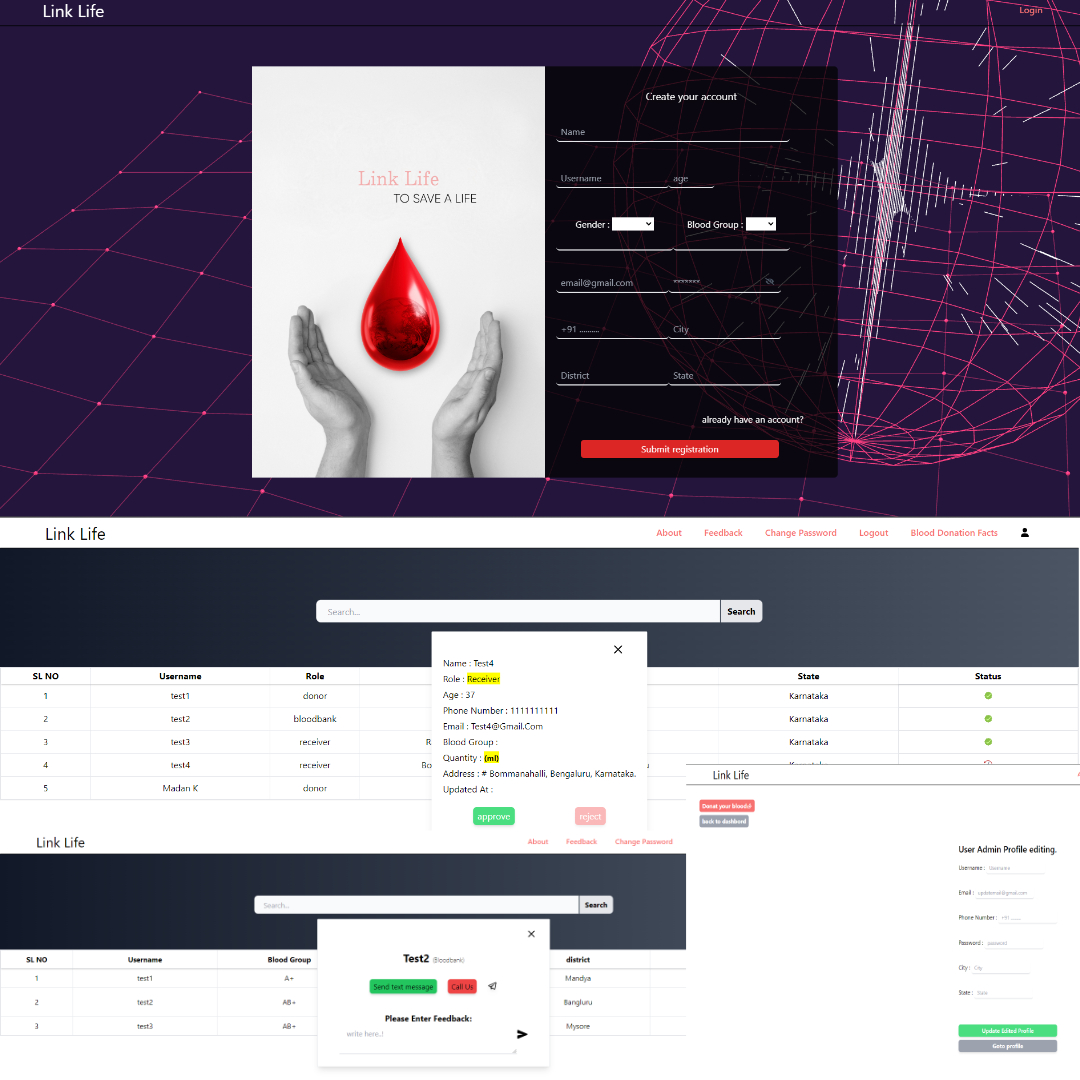 Link Life
Login
Link Life
TO SAVE A LIFE
Create your account
Name
Username age
Gender : Blood Group :
email@gmail.com *******
+91 .......... City
District State
already have an account?
Submit registration
Link Life
About Feedback Change Password Logout Blood Donation Facts
Search... Search
SL NO Username Role State Status
1 test1 donor Karnataka
2 test2 bloodbank Karnataka
3 test3 receiver R Karnataka
4 test4 receiver Bo
5 Madan K donor
Name : Test4
Role : Receiver
Age : 37
Phone Number : 1111111111
Email : Test4@Gmail.Com
Blood Group :
Quantity : (ml)
Address : # Bommanahalli, Bengaluru, Karnataka.
Updated At :
approve reject
Link Life
About Feedback Change Password
Search... Search
SL NO Username Blood Group district
1 test1 A+ Mandya
2 test2 AB+ Bangluru
3 test3 AB+ Mysore
Test2 (Bloodbank)
Send text message Call Us
Please Enter Feedback:
write here..!
Link Life
Donat your blood
back to dashbord
User Admin Profile editing.
Username : Username
Email : updatemail@gmail.com
Phone Number : +91 ..........
Password : password
City : City
State : State
Update Edited Profile
Goto profile